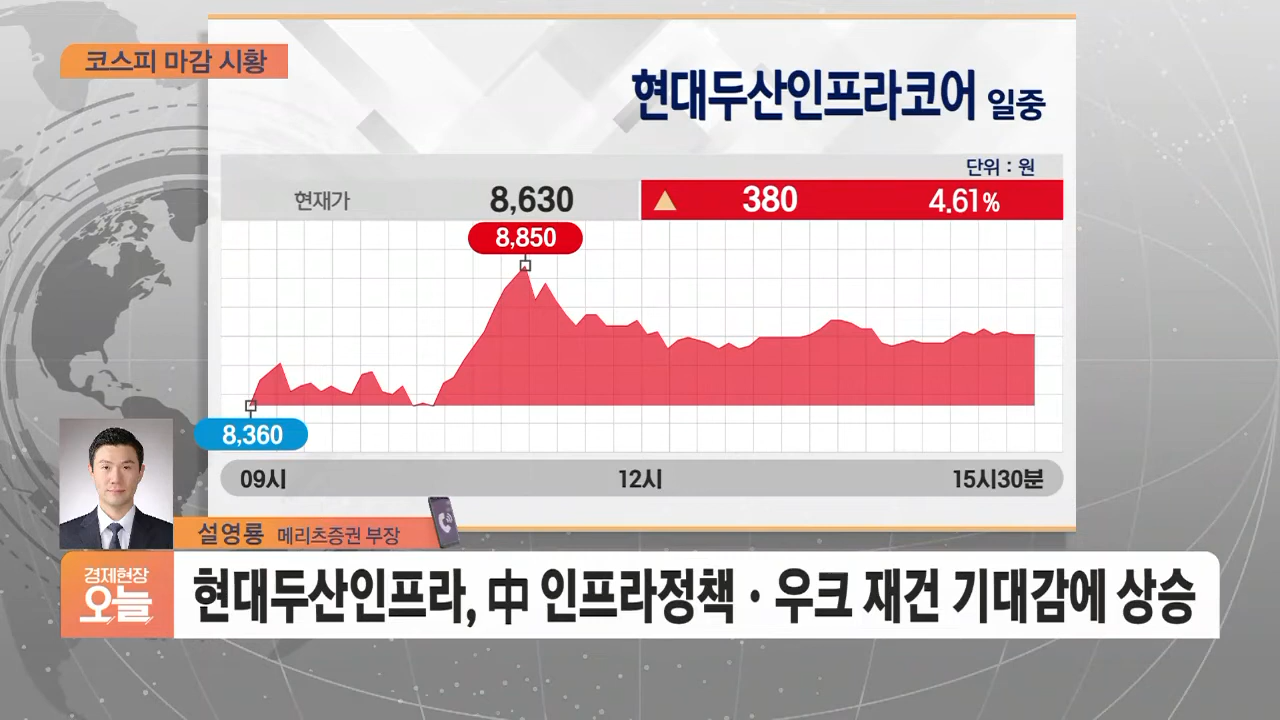 코스피 마감 시황
현대두산인프라코어 일중
단위 : 원
현재가 8,630 ▲ 380 4.61%
8,850
8,360
09시 12시 15시30분
설영룡 메리츠증권 부장
경제현장
오늘
현대두산인프라, 中 인프라정책·우크 재건 기대감에 상승